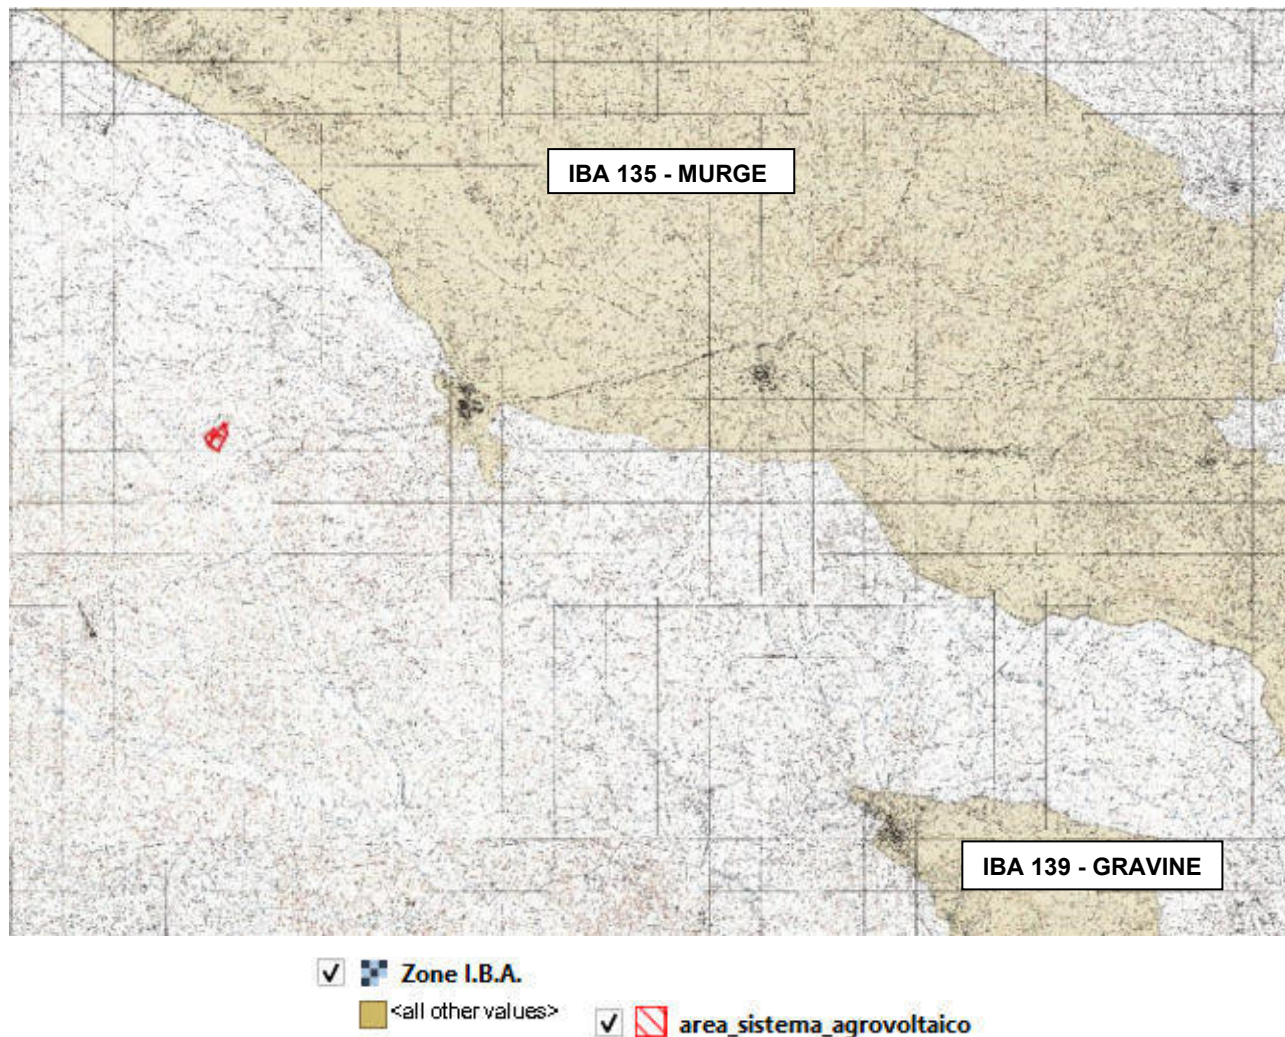 IBA 135 - MURGE
IBA 139 - GRAVINE
Zone I.B.A.
<all other values>
area_sistema_agrovoltaico